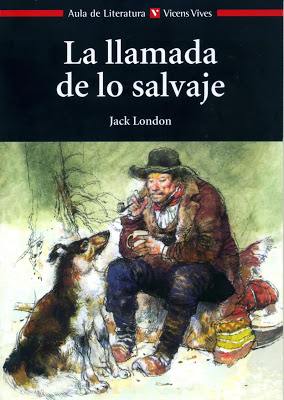 Aula de Literatura V Vicens Vives
La llamada
de lo salvaje
Jack London